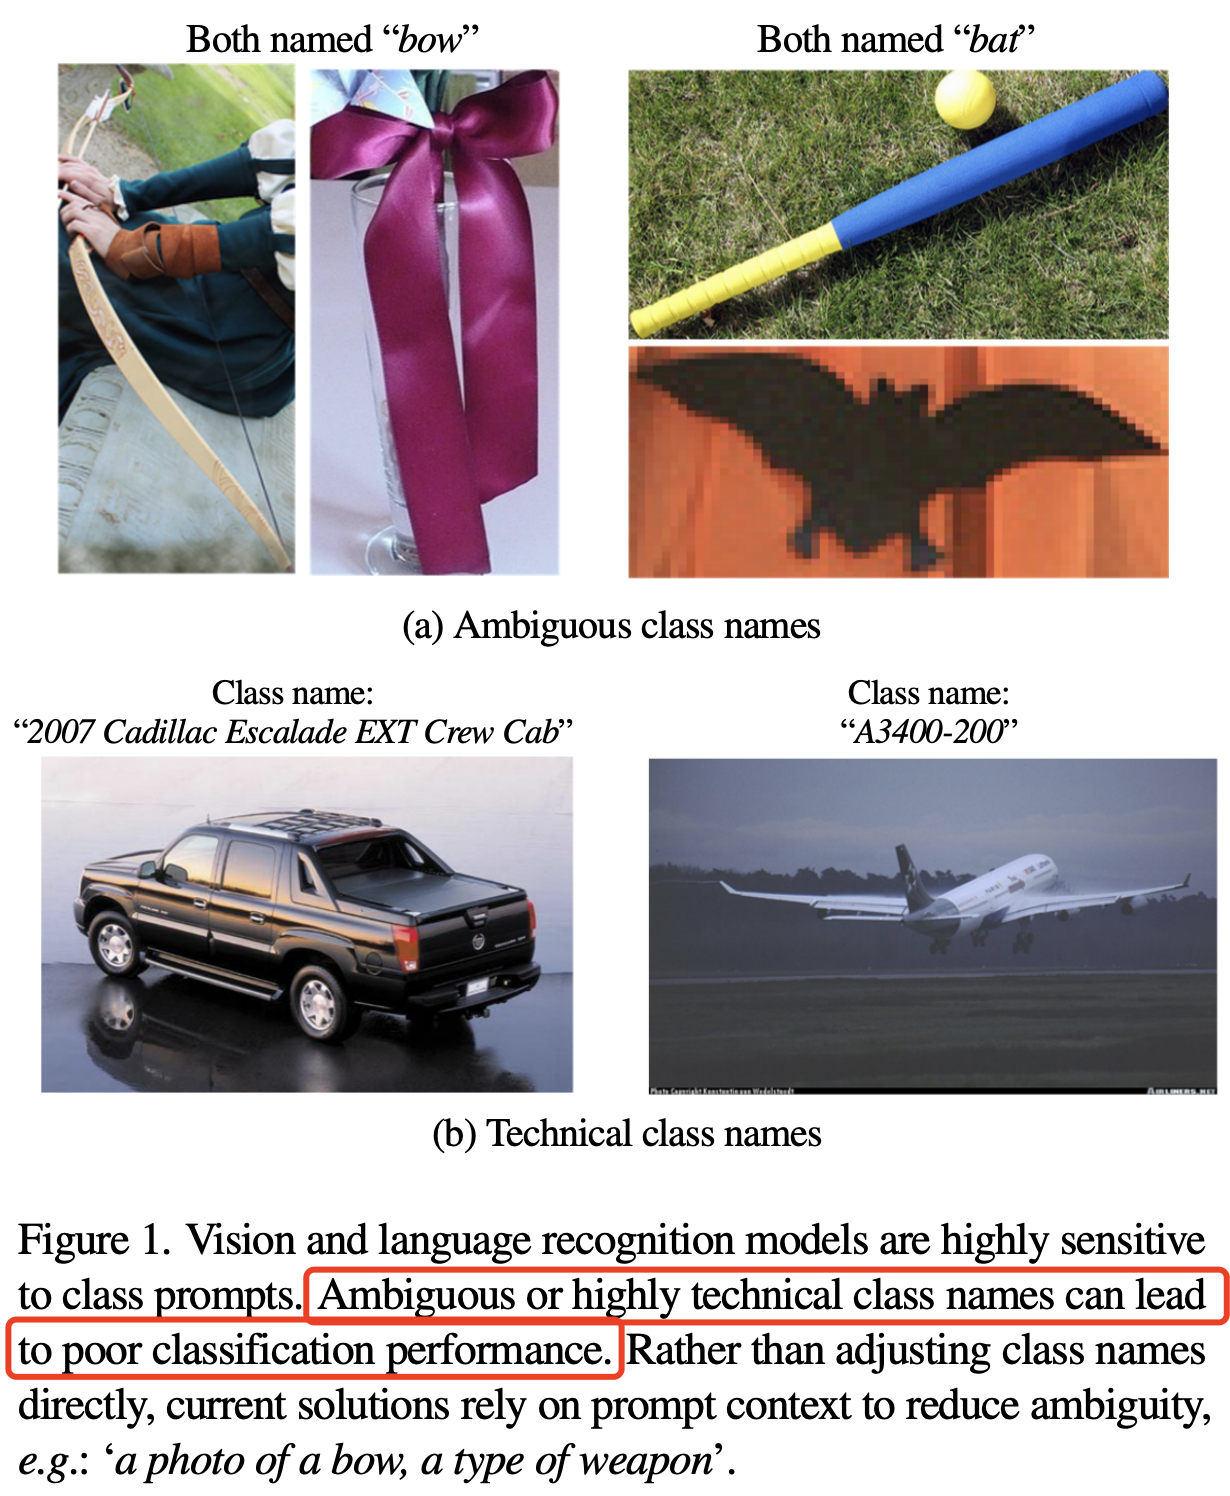 Both named “bow”
Both named “bat”
(a) Ambiguous class names
Class name:
“2007 Cadillac Escalade EXT Crew Cab”
Class name:
“A3400-200”
AIRLINERS.NET
(b) Technical class names
Figure 1. Vision and language recognition models are highly sensitive
to class prompts. Ambiguous or highly technical class names can lead
to poor classification performance. Rather than adjusting class names
directly, current solutions rely on prompt context to reduce ambiguity,
e.g.: ‘a photo of a bow, a type of weapon’.